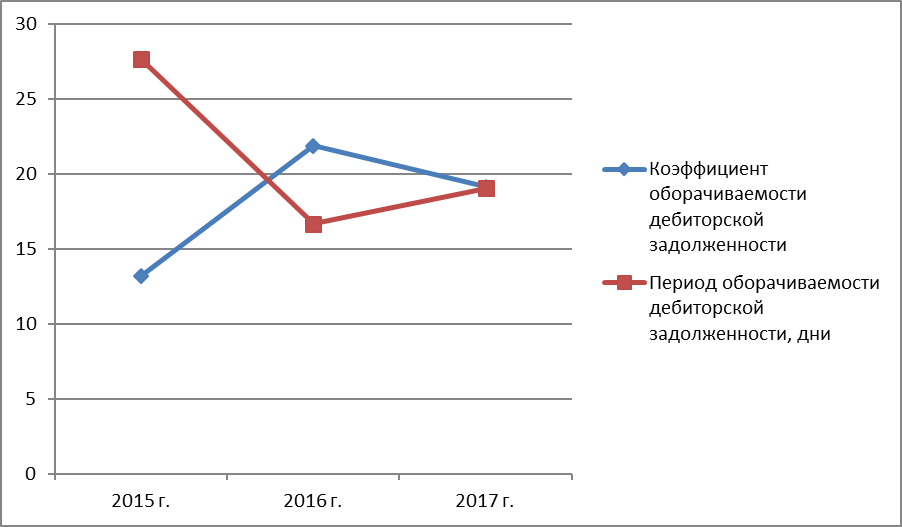 30
25
20
15
10
5
0
2015 г.
2016 г.
2017 г.
Коэффициент
оборачиваемости
дебиторской
задолженности
Период оборачиваемости
дебиторской
задолженности, дни